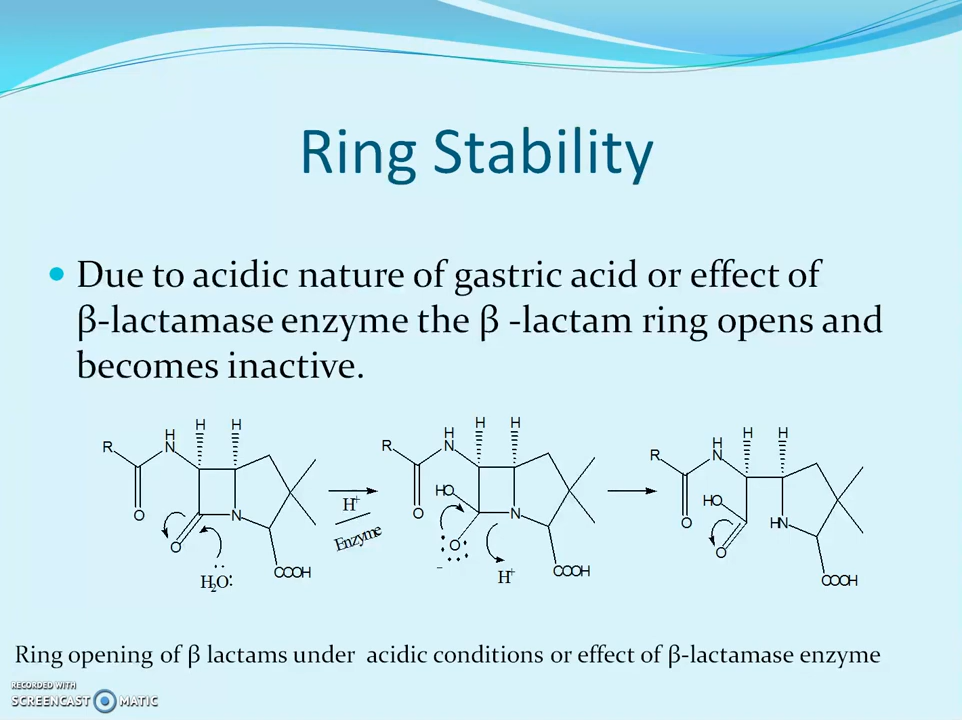 Ring Stability
Due to acidic nature of gastric acid or effect of
β-lactamase enzyme the β -lactam ring opens and
becomes inactive.
R H N H H O N O H₂O: COOH
H⁺
Enzyme
R H N H H O HO O N H⁺ COOH
R H N H H O HO O HN COOH
Ring opening of β lactams under acidic conditions or effect of β-lactamase enzyme
RECORDED WITH
SCREENCAST MATIC